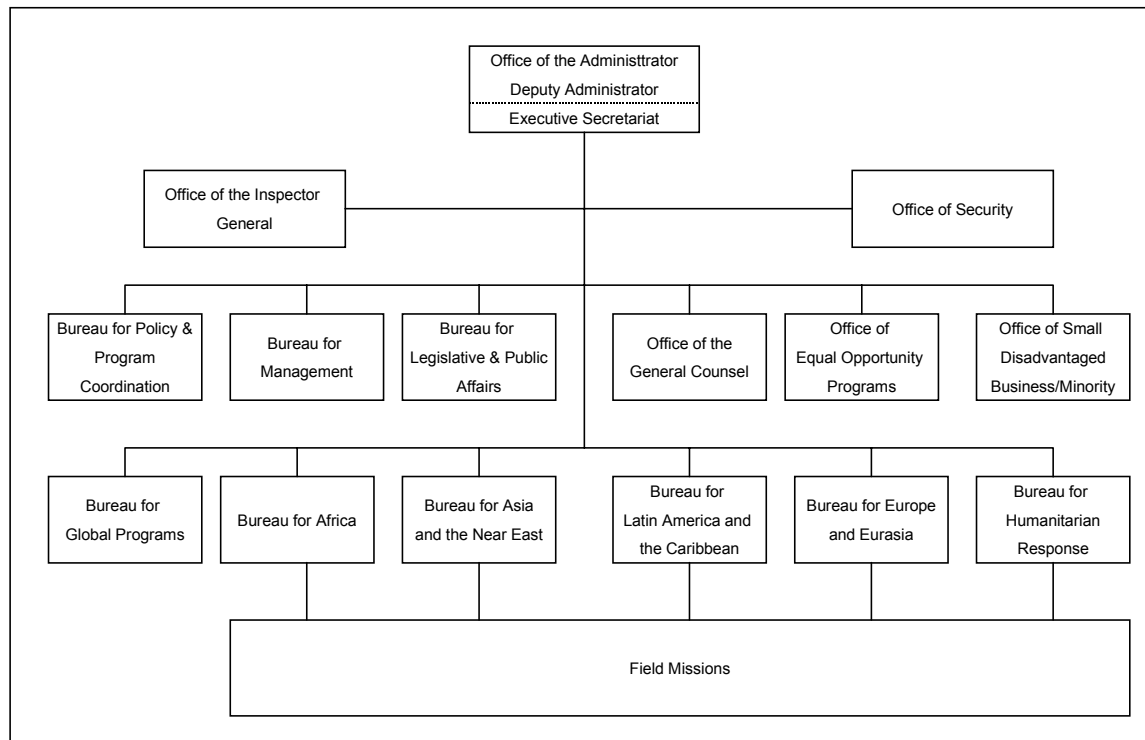 Office of the Administtrator
Deputy Administrator
Executive Secretariat
Office of the Inspector
General
Office of Security
Bureau for Policy &
Program
Coordination
Bureau for
Management
Bureau for
Legislative & Public
Affairs
Office of the
General Counsel
Office of
Equal Opportunity
Programs
Office of Small
Disadvantaged
Business/Minority
Bureau for
Global Programs
Bureau for Africa
Bureau for Asia
and the Near East
Bureau for
Latin America and
the Caribbean
Bureau for Europe
and Eurasia
Bureau for
Humanitarian
Response
Field Missions